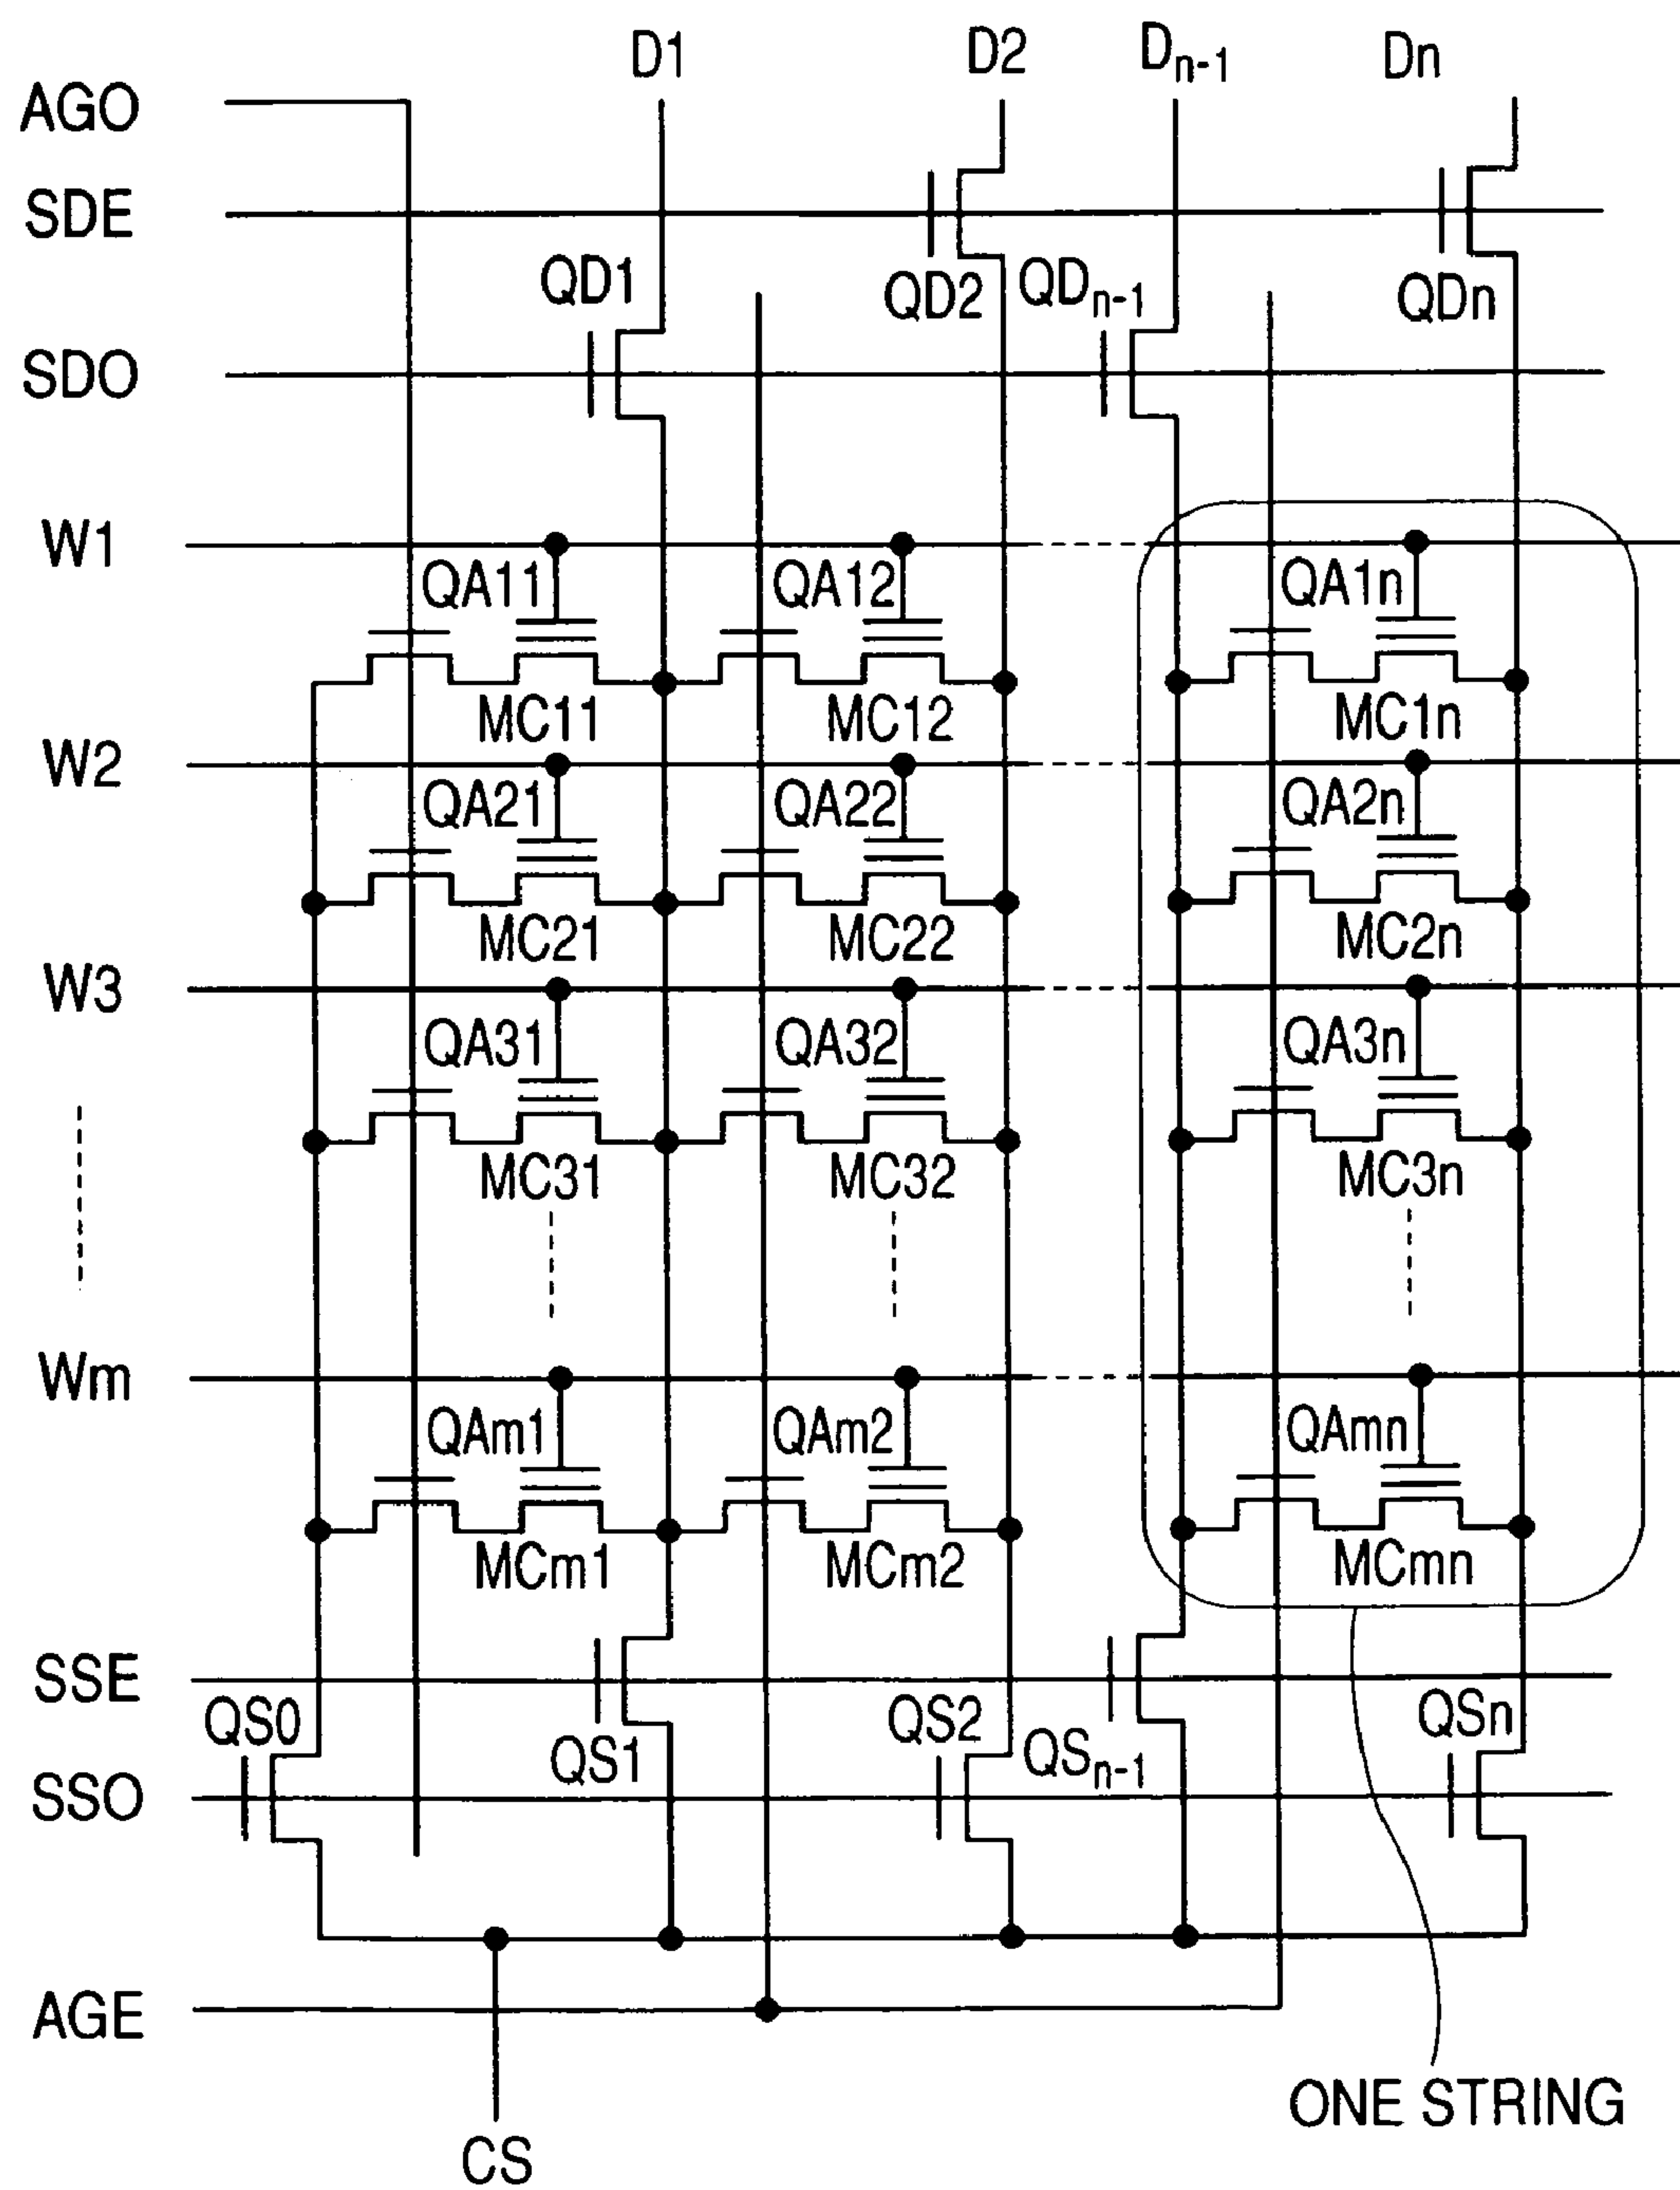 D1 D2 Dn-1 Dn
AGO
SDE
QD1 QD2 QDn-1 QDn
SDO
W1
QA11 QA12 QA1n
MC11 MC12 MC1n
W2
QA21 QA22 QA2n
MC21 MC22 MC2n
W3
QA31 QA32 QA3n
MC31 MC32 MC3n
Wm
QAm1 QAm2 QAmn
MCm1 MCm2 MCmn
SSE
QS0 QS1 QS2 QSn-1 QSn
SSO
AGE
ONE STRING
CS